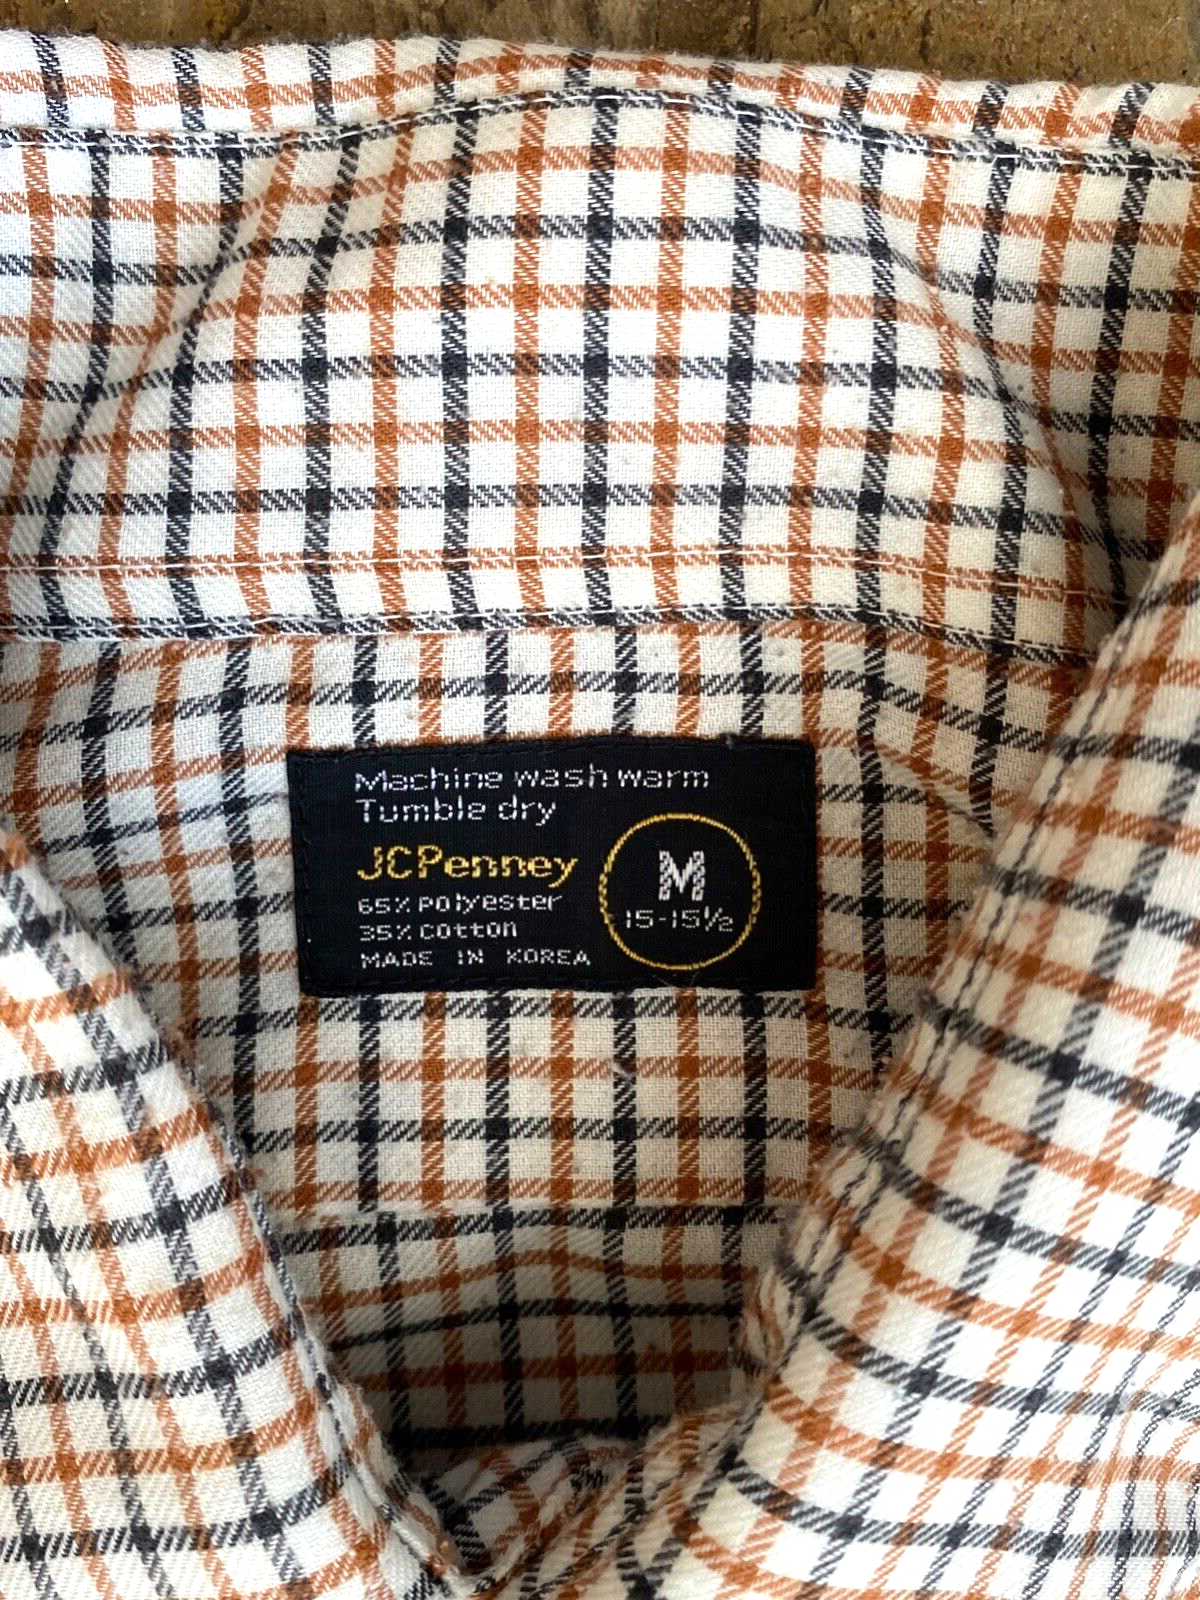 Machine wash warm
Tumble dry
JCPenney
65% polyester
35% cotton
MADE IN KOREA
M
15-15½